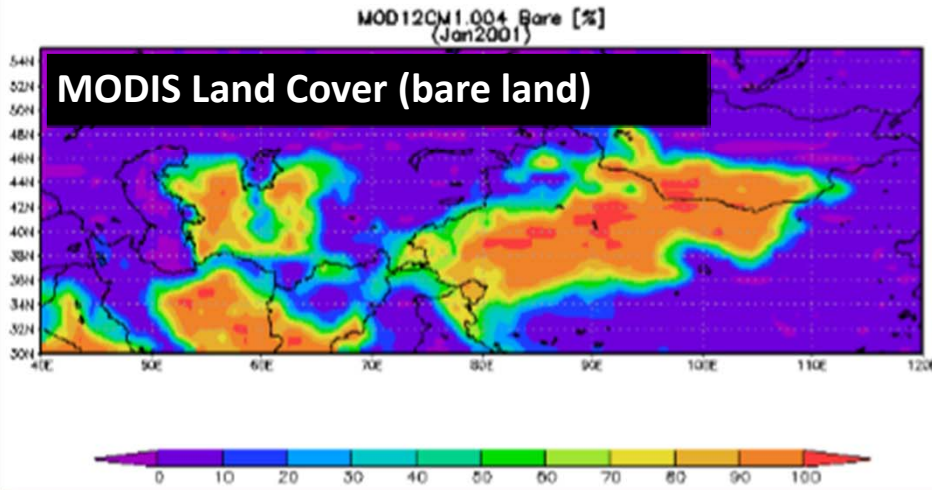 MOD12CM1.004 Bare [%]
(Jan2001)
MODIS Land Cover (bare land)
54N
52N
50N
48N
46N
44N
42N
40N
38N
36N
34N
32N
30N
40E 50E 60E 70E 80E 90E 100E 110E 120E
0 10 20 30 40 50 60 70 80 90 100